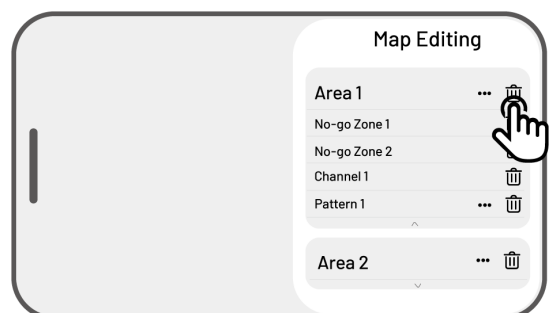 Map Editing
Area 1
No-go Zone 1
No-go Zone 2
Channel 1
Pattern 1
Area 2